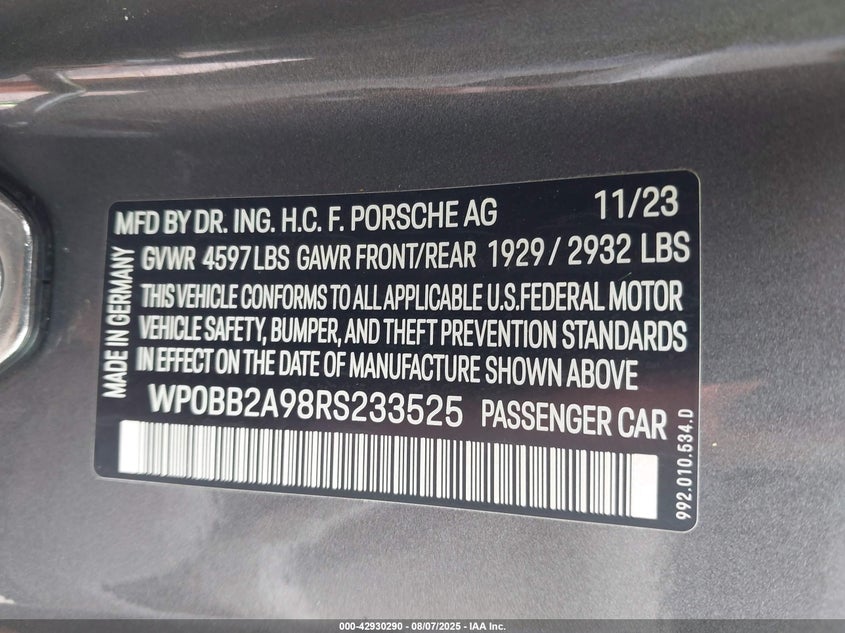 MFD BY DR. ING. H.C. F. PORSCHE AG 11/23
GVWR 4597 LBS GAWR FRONT/REAR 1929 / 2932 LBS
THIS VEHICLE CONFORMS TO ALL APPLICABLE U.S. FEDERAL MOTOR
VEHICLE SAFETY, BUMPER, AND THEFT PREVENTION STANDARDS
IN EFFECT ON THE DATE OF MANUFACTURE SHOWN ABOVE
WP0BB2A98RS233525 PASSENGER CAR
MADE IN GERMANY
992.010.534.D
000-42930290 - 08/07/2025 - IAA Inc.